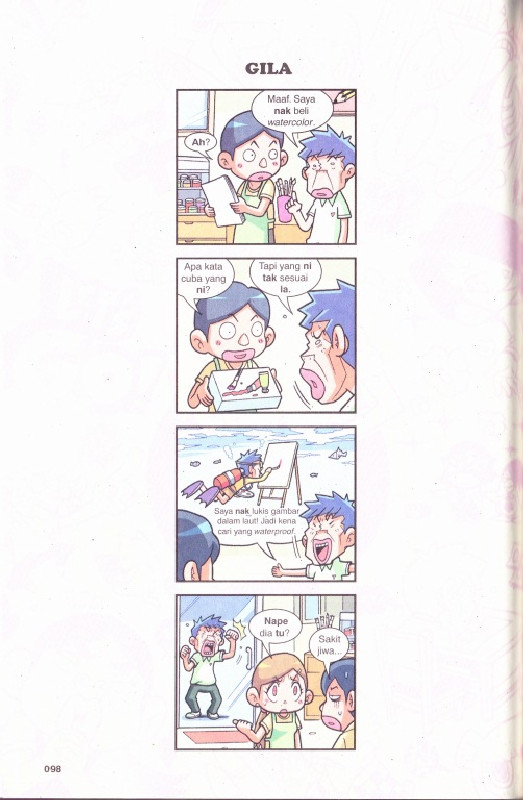 GILA
Maaf. Saya
nak beli
watercolor.
Ah?
Apa kata
cuba yang
ni?
Tapi yang ni
tak sesuai
la.
Saya nak lukis gambar
dalam laut! Jadi kena
cari yang waterproof.
Nape
dia tu?
Sakit
jiwa...
098